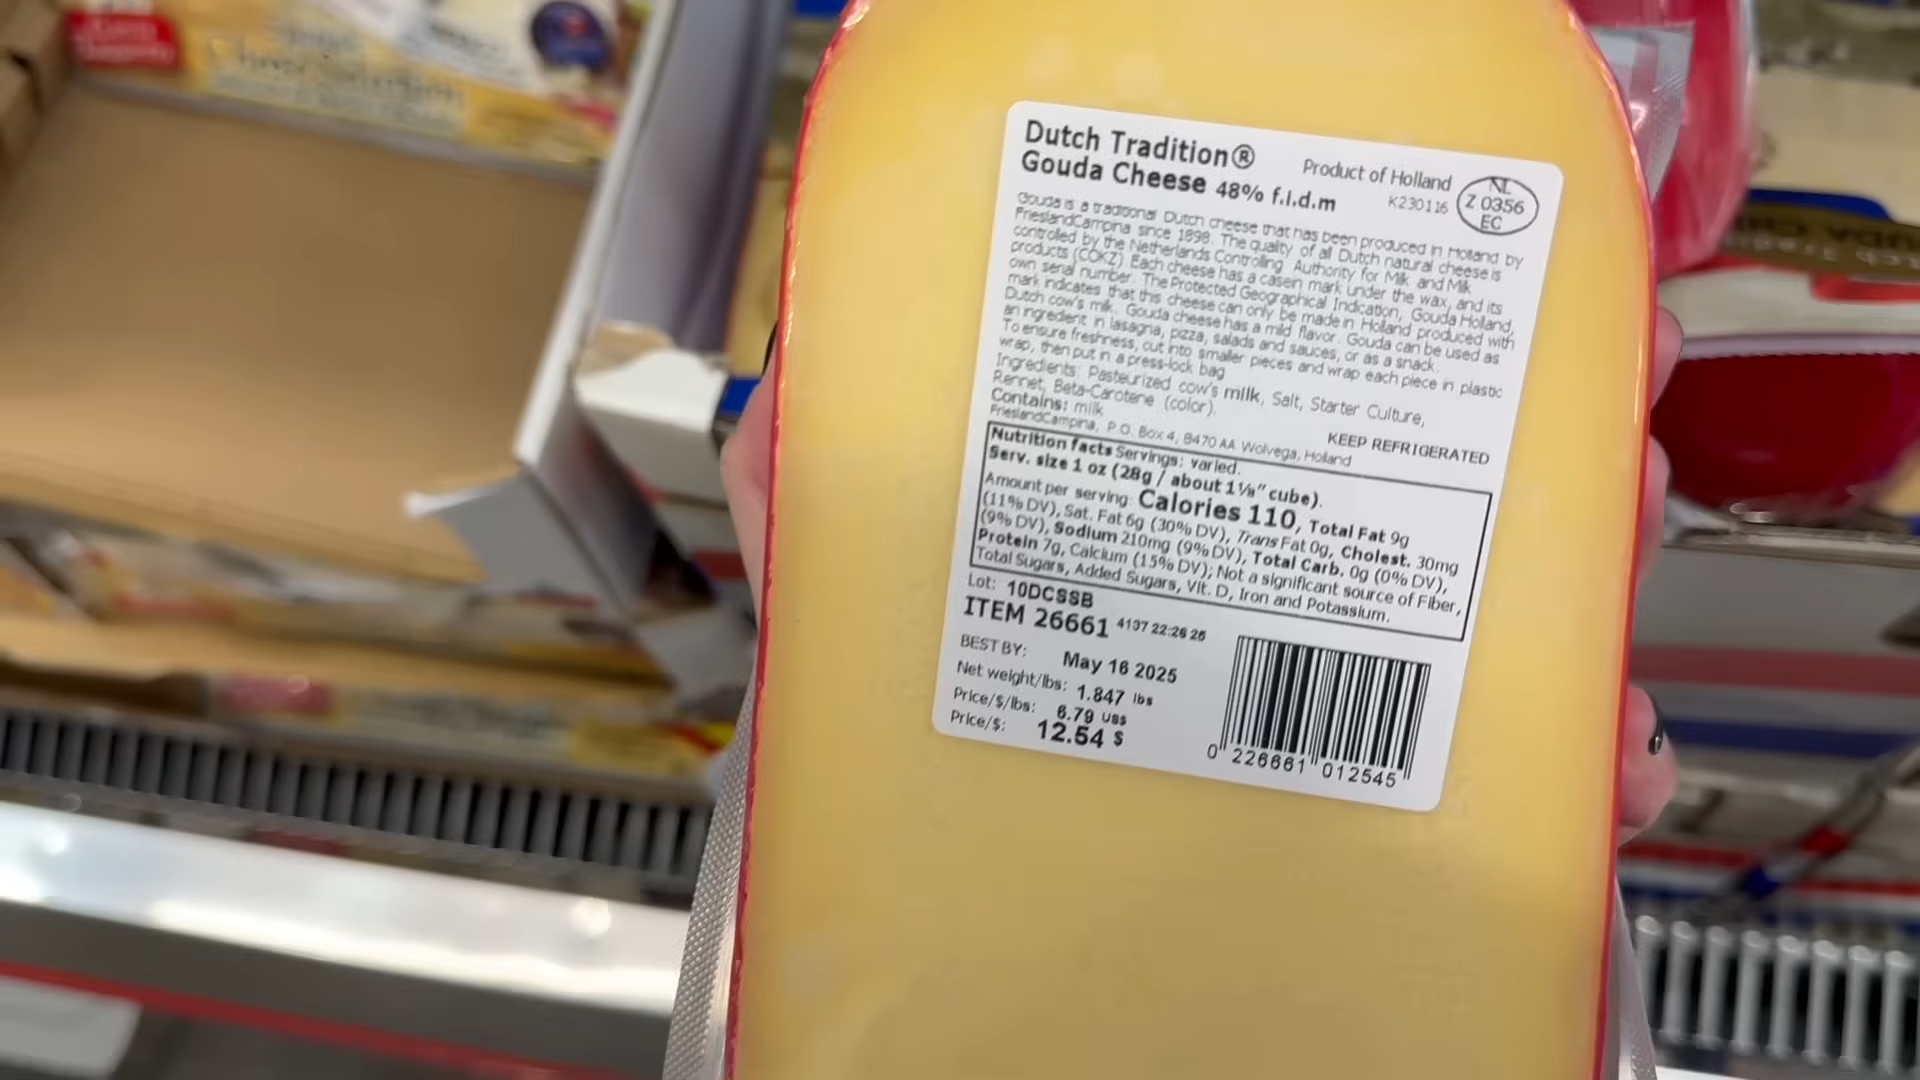 Dutch Tradition®
Gouda Cheese 48% f.i.d.m
Product of Holland
K230116
NL
Z 0356
EC
Gouda is a traditional Dutch cheese that has been produced in Holland by
FrieslandCampina since 1898. The quality of all Dutch natural cheese is
controlled by the Netherlands Controlling Authority for Milk and Milk
products (COKZ). Each cheese has a casein mark under the wax, and its
own serial number. The Protected Geographical Indication, Gouda Holland,
mark indicates that this cheese can only be made in Holland produced with
Dutch cow's milk. Gouda cheese has a mild flavor. Gouda can be used as
an ingredient in lasagna, pizza, salads and sauces, or as a snack.
To ensure freshness, cut into smaller pieces and wrap each piece in plastic
wrap, then put in a press-lock bag
Ingredients: Pasteurized cow's milk, Salt, Starter Culture,
Rennet, Beta-Carotene (color).
Contains: milk
KEEP REFRIGERATED
FrieslandCampina, P.O. Box 4, 8470 AA Wolvega, Holland
Nutrition facts Servings: varied.
Serv. size 1 oz (28g / about 1⅛" cube).
Amount per serving: Calories 110, Total Fat 9g
(11% DV), Sat. Fat 6g (30% DV), Trans Fat 0g, Cholest. 30mg
(9% DV), Sodium 210mg (9% DV), Total Carb. 0g (0% DV),
Protein 7g, Calcium (15% DV); Not a significant source of Fiber,
Total Sugars, Added Sugars, Vit. D, Iron and Potassium.
Lot: 10DCSSB
ITEM 26661 4137 22:26 26
BEST BY: May 16 2025
Net weight/lbs: 1.847 lbs
Price/$/lbs: 6.79 US$
Price/$: 12.54 $
0 226661 012545